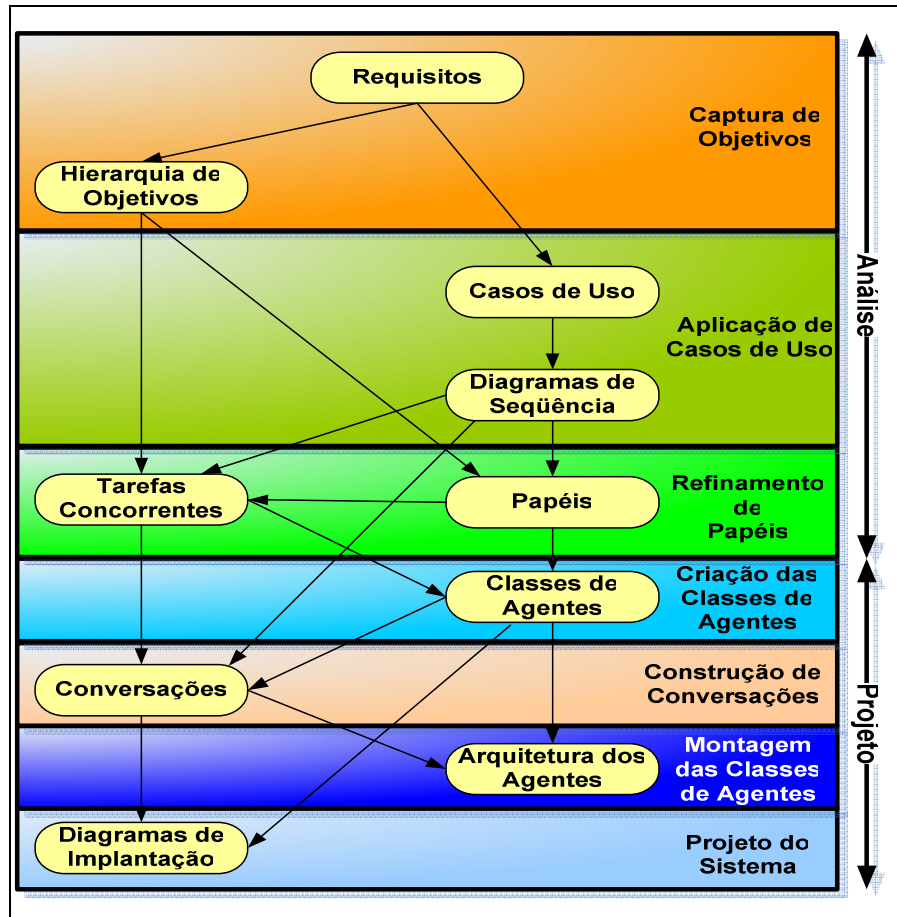 Requisitos
Captura de
Objetivos
Hierarquia de
Objetivos
Casos de Uso
Aplicação de
Casos de Uso
Diagramas de
Seqüência
Análise
Tarefas
Concorrentes
Papéis
Refinamento
de
Papéis
Classes de
Agentes
Criação das
Classes de
Agentes
Conversações
Construção de
Conversações
Projeto
Arquitetura dos
Agentes
Montagem
das Classes
de Agentes
Diagramas de
Implantação
Projeto do
Sistema